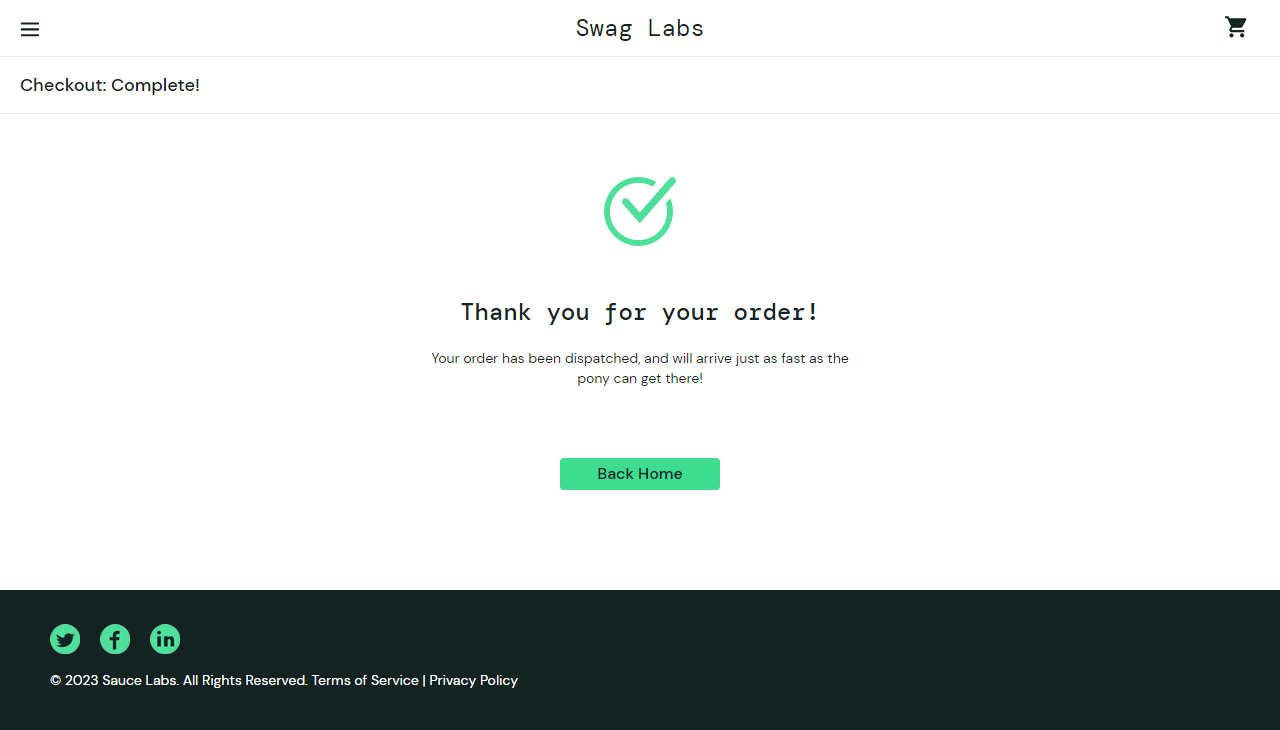 Swag Labs
Checkout: Complete!
Thank you for your order!
Your order has been dispatched, and will arrive just as fast as the
pony can get there!
Back Home
© 2023 Sauce Labs. All Rights Reserved. Terms of Service | Privacy Policy